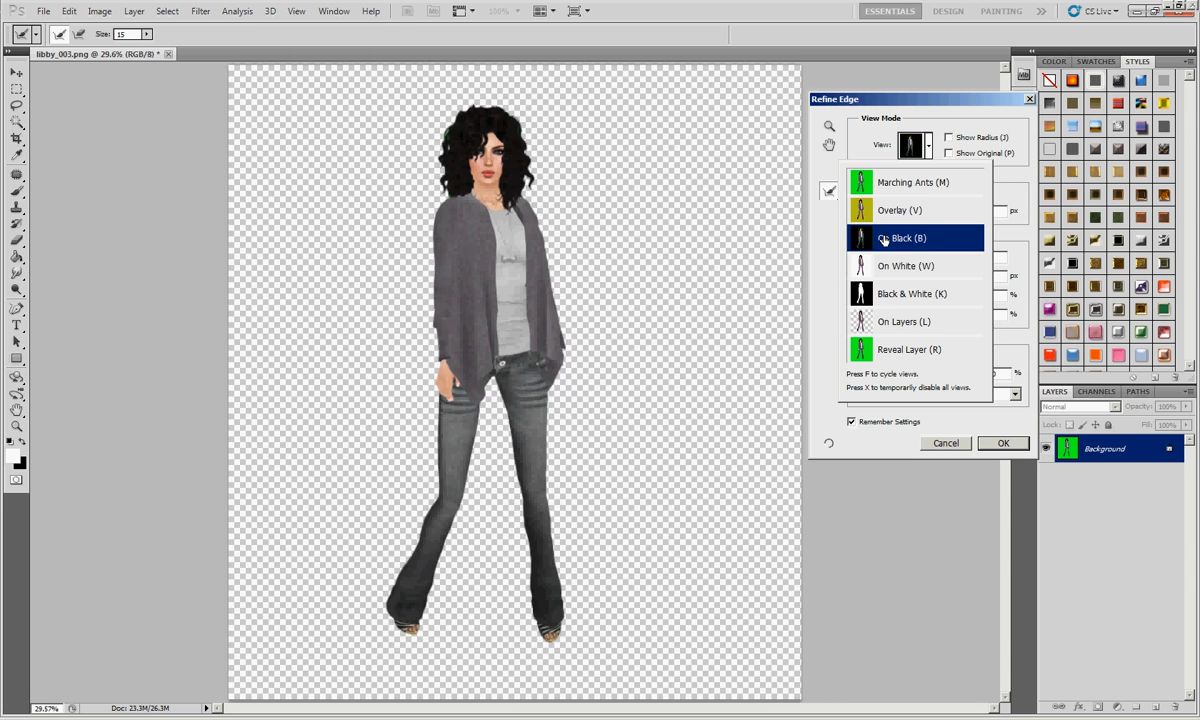 Ps File Edit Image Layer Select Filter Analysis 3D View Window Help 100% ESSENTIALS DESIGN PAINTING CS Live
Size: 15
libby_003.png @ 29.6% (RGB/8) *
COLOR SWATCHES STYLES
Refine Edge
View Mode
View:
Show Radius (J)
Show Original (P)
Marching Ants (M)
Overlay (V)
px
On Black (B)
On White (W)
px
Black & White (K)
%
%
On Layers (L)
Reveal Layer (R)
Press F to cycle views.
%
Press X to temporarily disable all views.
Remember Settings
Cancel OK
LAYERS CHANNELS PATHS
Normal Opacity: 100%
Lock: Fill: 100%
Background
29.57% Doc: 23.3M/26.3M